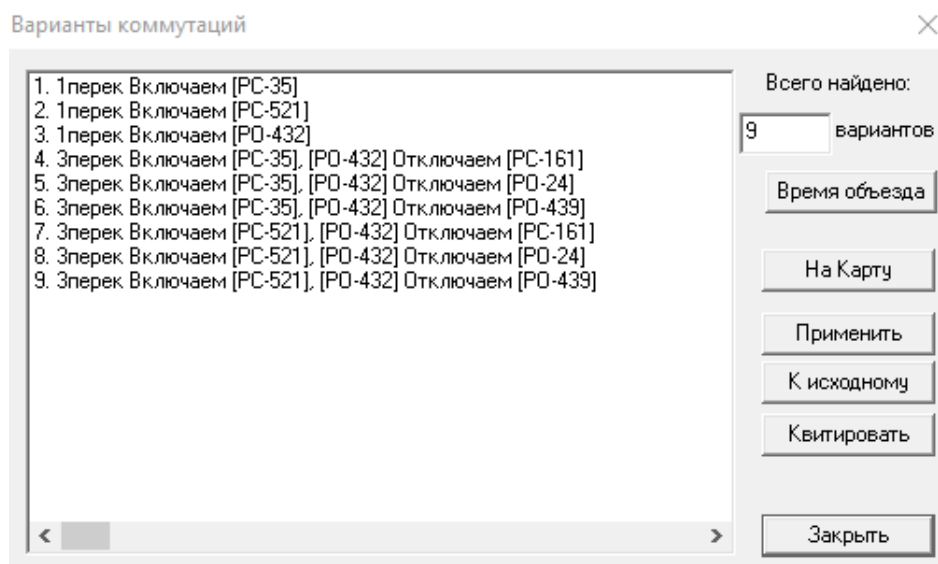 Варианты коммутаций
1. 1перек Включаем [РС-35]
2. 1перек Включаем [РС-521]
3. 1перек Включаем [РО-432]
4. 3перек Включаем [РС-35], [РО-432] Отключаем [РС-161]
5. 3перек Включаем [РС-35], [РО-432] Отключаем [РО-24]
6. 3перек Включаем [РС-35], [РО-432] Отключаем [РО-439]
7. 3перек Включаем [РС-521], [РО-432] Отключаем [РС-161]
8. 3перек Включаем [РС-521], [РО-432] Отключаем [РО-24]
9. 3перек Включаем [РС-521], [РО-432] Отключаем [РО-439]
Всего найдено:
9 вариантов
Время объезда
На Карту
Применить
К исходному
Квитировать
Закрыть